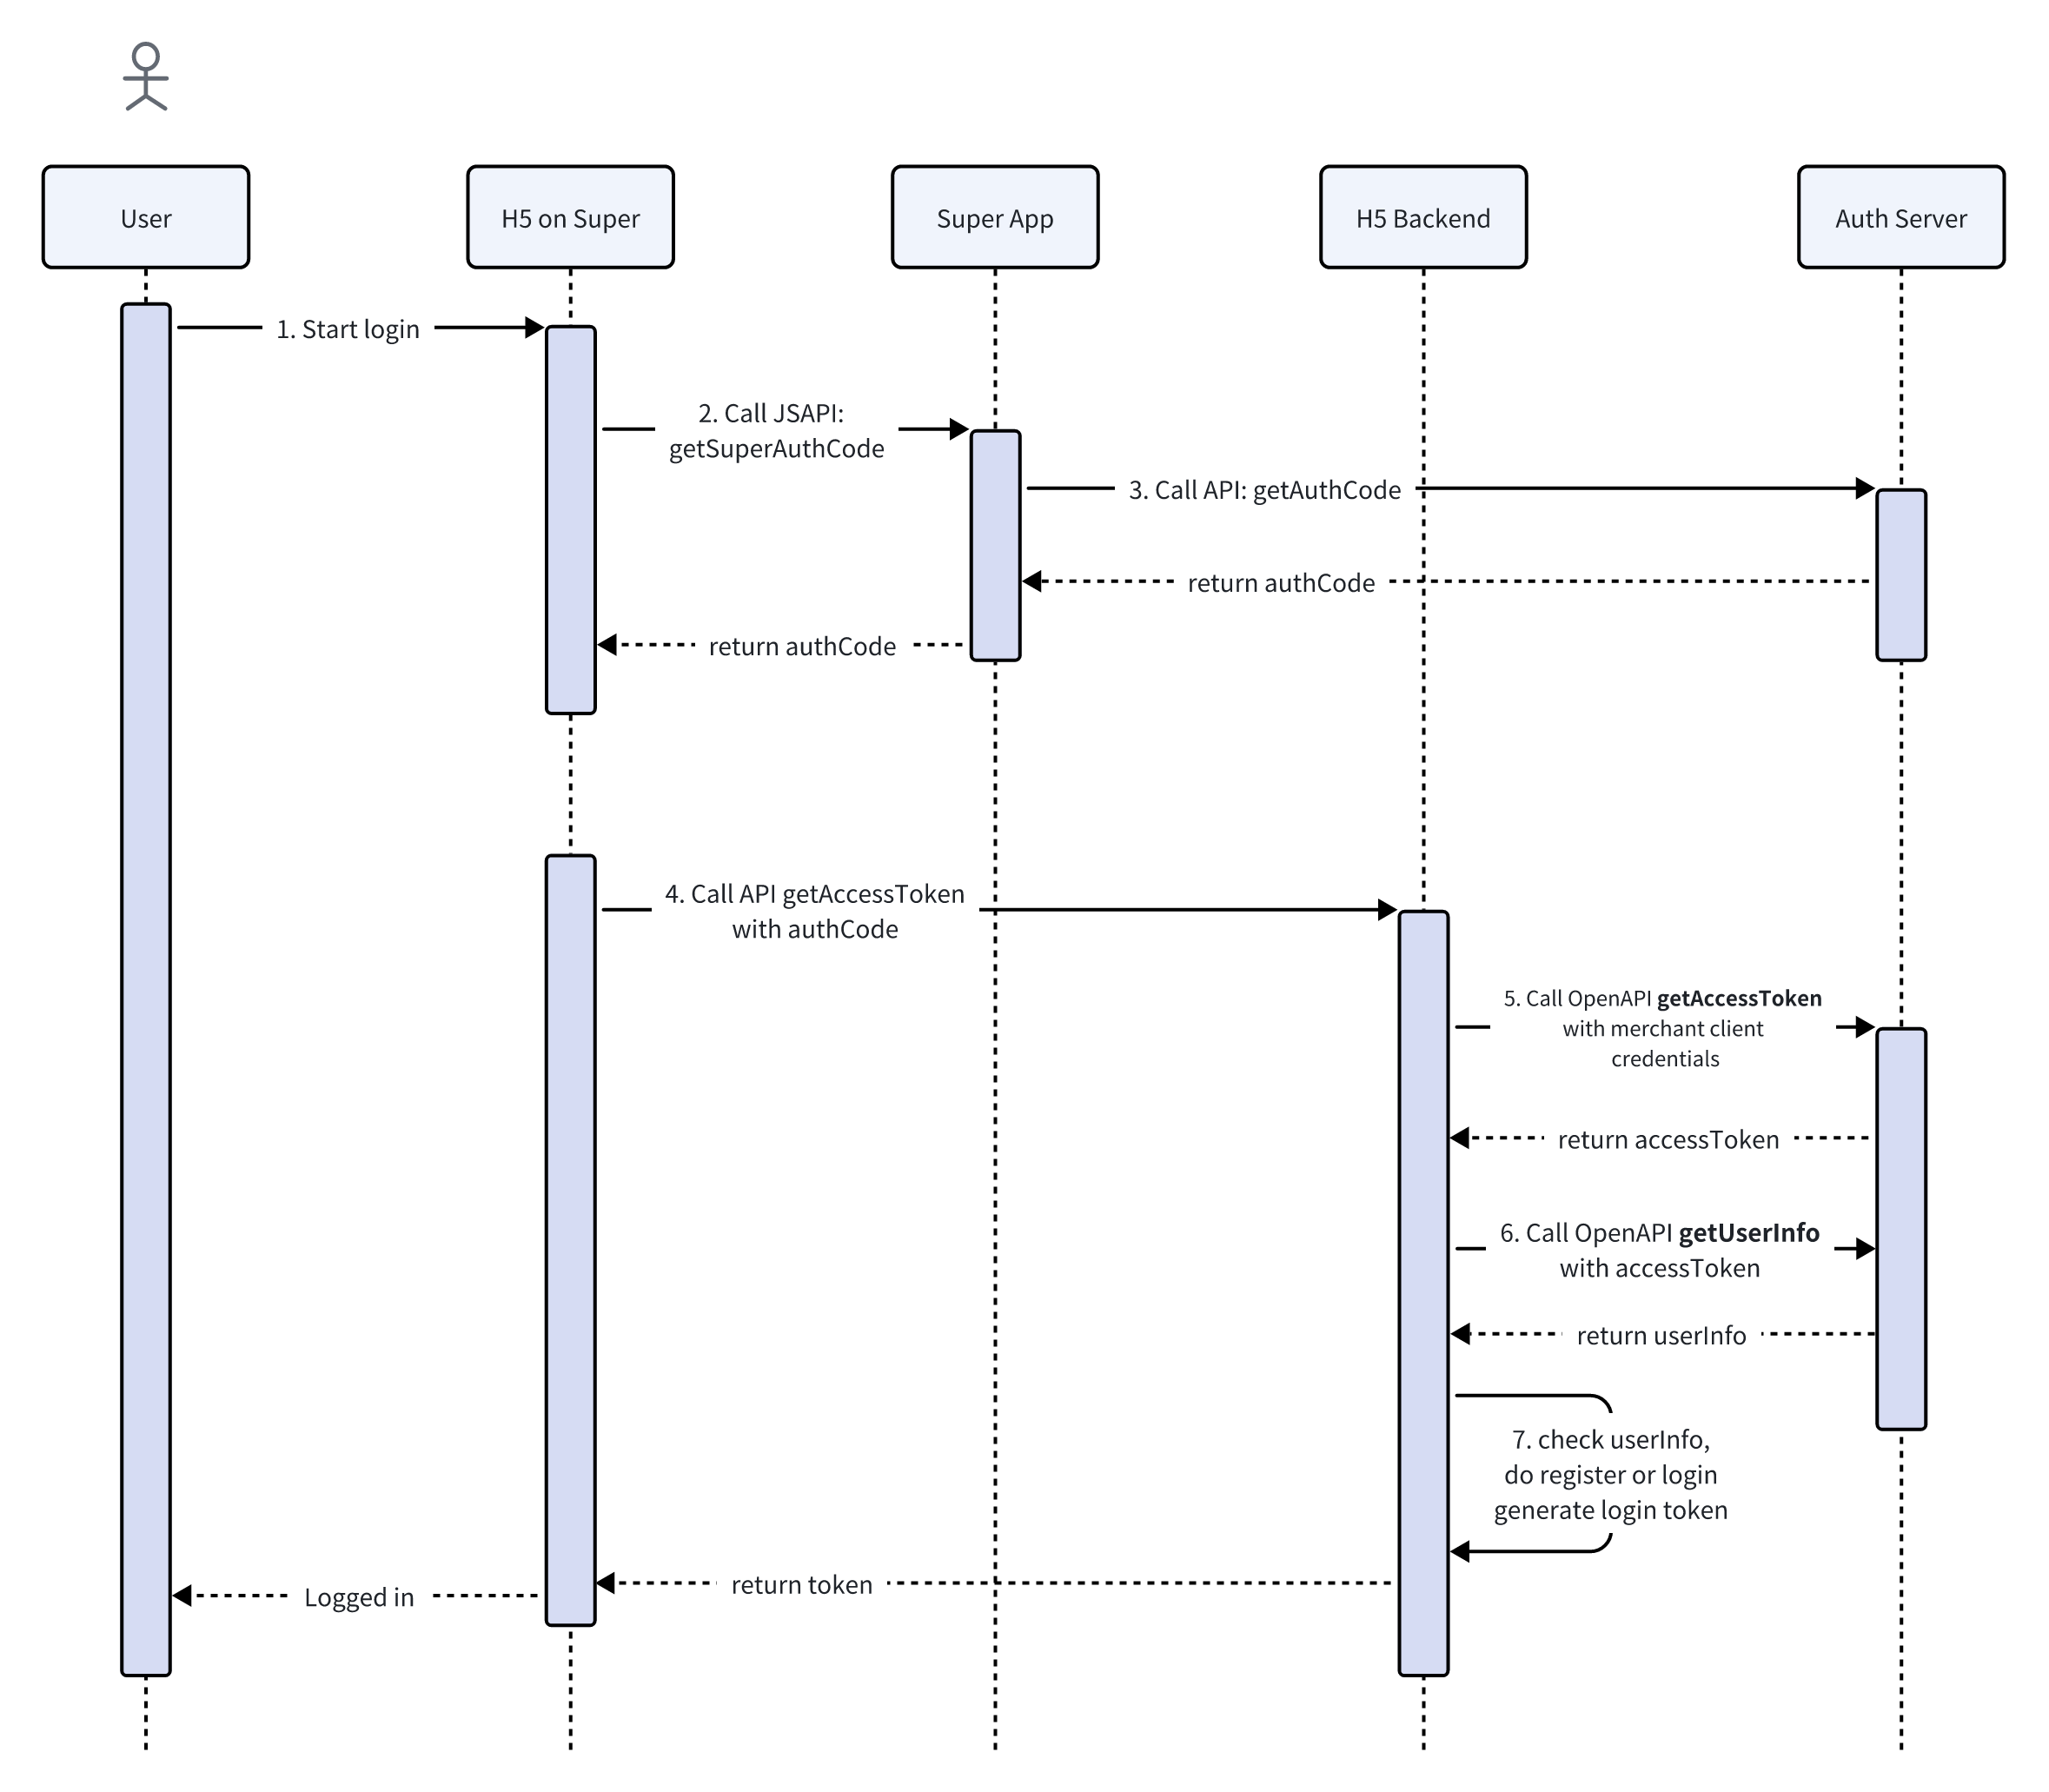 User
H5 on Super
Super App
H5 Backend
Auth Server
1. Start login
2. Call JSAPI:
getSuperAuthCode
3. Call API: getAuthCode
return authCode
return authCode
4. Call API getAccessToken
with authCode
5. Call OpenAPI getAccessToken
with merchant client
credentials
return accessToken
6. Call OpenAPI getUserInfo
with accessToken
return userInfo
7. check userInfo,
do register or login
generate login token
return token
Logged in